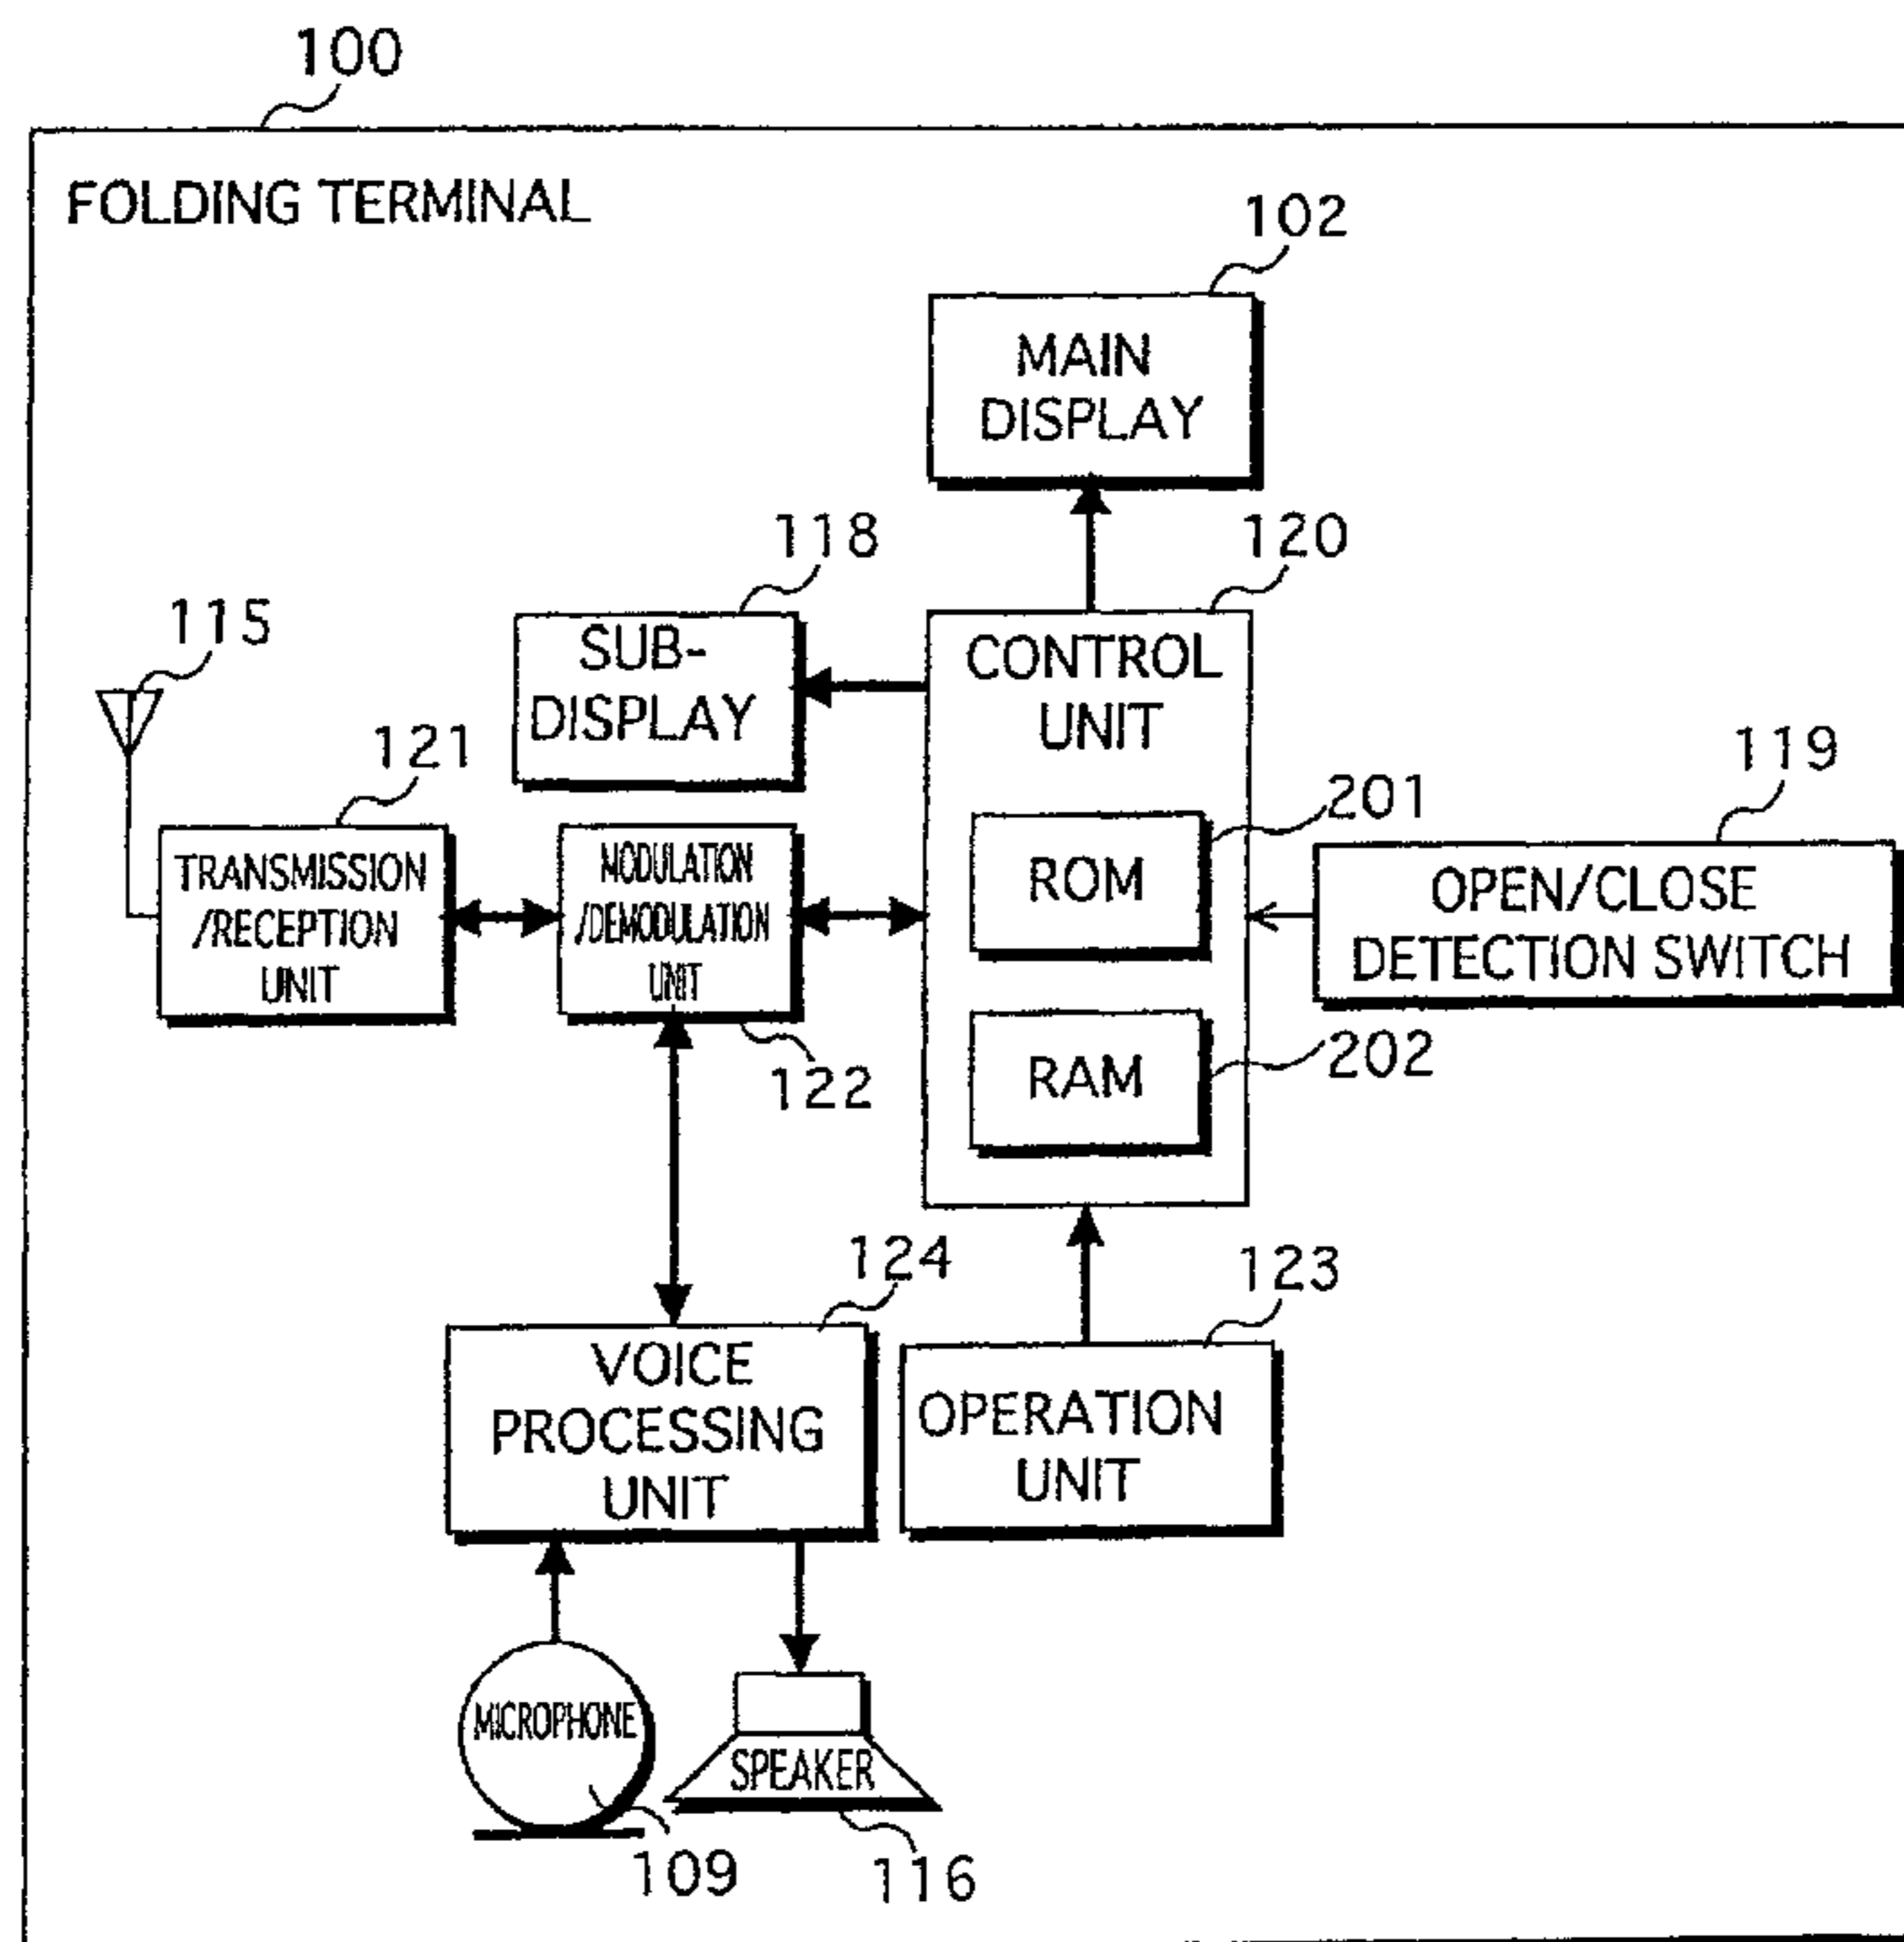 100
FOLDING TERMINAL
102
MAIN
DISPLAY
118
120
SUB-
DISPLAY
CONTROL
UNIT
115
121
119
201
TRANSMISSION
/RECEPTION
UNIT
MODULATION
/DEMODULATION
UNIT
ROM
OPEN/CLOSE
DETECTION SWITCH
122
RAM
202
124
123
VOICE
PROCESSING
UNIT
OPERATION
UNIT
MICROPHONE
SPEAKER
109
116